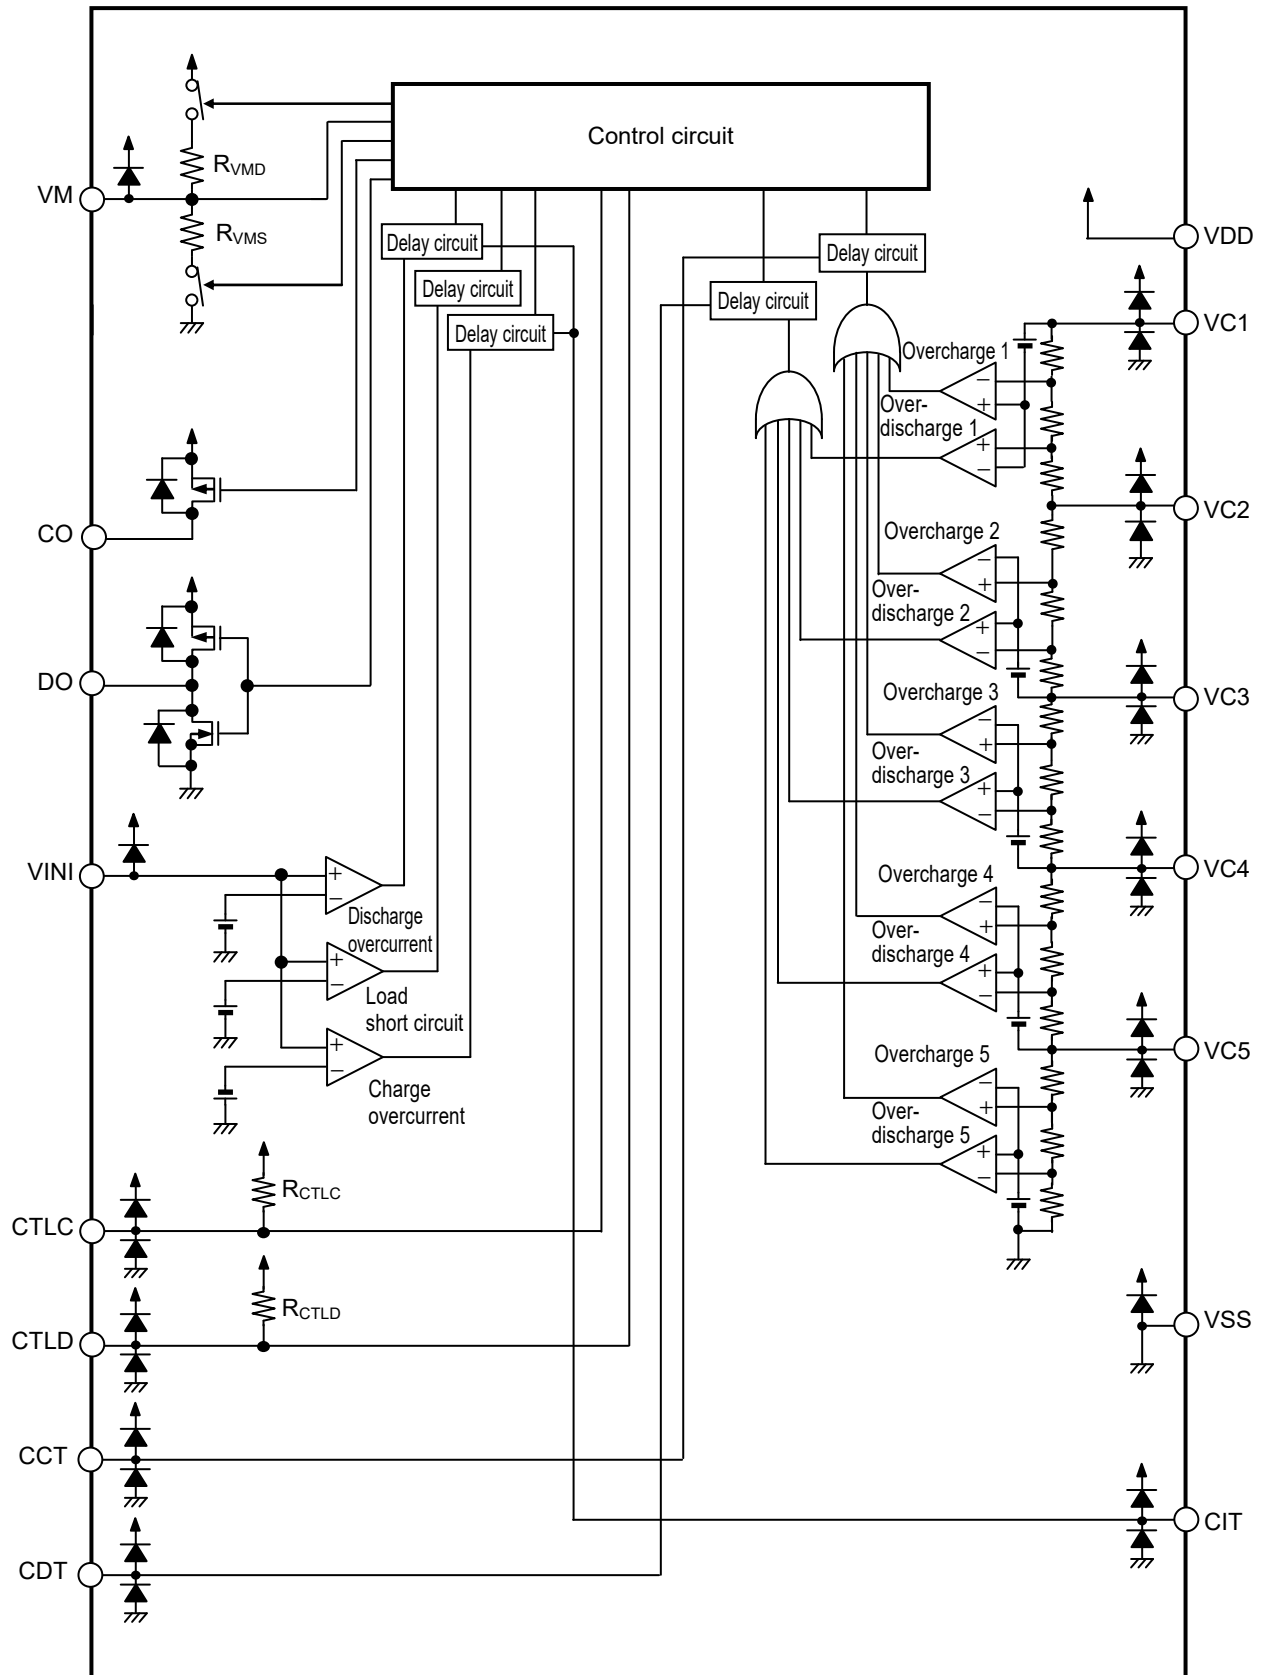 Control circuit
RVMD
VM
RVMS
VDD
Delay circuit
Delay circuit
Delay circuit
Delay circuit
Delay circuit
VC1
Overcharge 1
−
+
Over-
discharge 1
+
−
VC2
CO
Overcharge 2
−
+
Over-
discharge 2
+
−
DO
VC3
Overcharge 3
−
+
Over-
discharge 3
+
−
VINI
VC4
+
−
Discharge
overcurrent
Overcharge 4
−
+
Over-
discharge 4
+
−
+
−
Load
short circuit
VC5
+
−
Charge
overcurrent
Overcharge 5
−
+
Over-
discharge 5
+
−
RCTLC
CTLC
RCTLD
CTLD
VSS
CCT
CIT
CDT